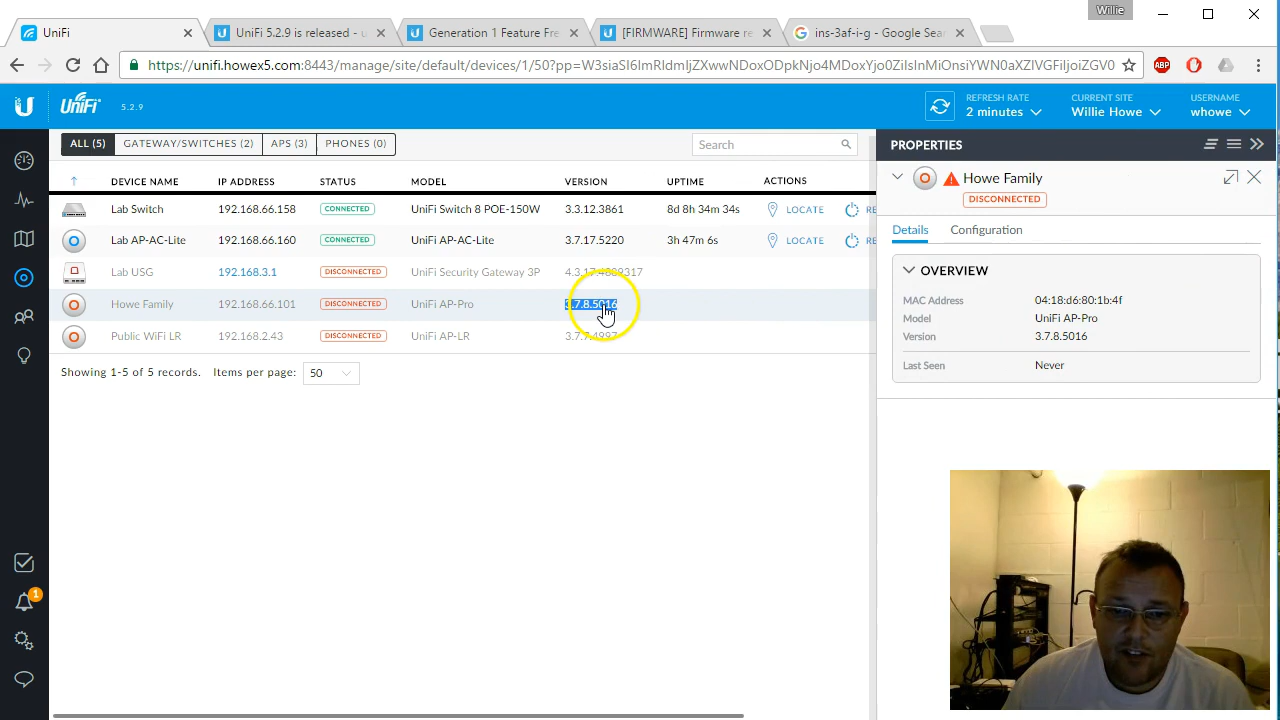 Willie
UniFi
UniFi 5.2.9 is released - u
Generation 1 Feature Fre
[FIRMWARE] Firmware re
ins-3af-i-g - Google Sear
https://unifi.howex5.com:8443/manage/site/default/devices/1/50?pp=
ABP
U UniFi 5.2.9
REFRESH RATE
2 minutes
CURRENT SITE
Willie Howe
USERNAME
whowe
ALL (5) GATEWAY/SWITCHES (2) APS (3) PHONES (0)
Search
DEVICE NAME IP ADDRESS STATUS MODEL VERSION UPTIME ACTIONS
Lab Switch 192.168.66.158 CONNECTED UniFi Switch 8 POE-150W 3.3.12.3861 8d 8h 34m 34s LOCATE RE
Lab AP-AC-Lite 192.168.66.160 CONNECTED UniFi AP-AC-Lite 3.7.17.5220 3h 47m 6s LOCATE RE
Lab USG 192.168.3.1 DISCONNECTED UniFi Security Gateway 3P
Howe Family 192.168.66.101 DISCONNECTED UniFi AP-Pro 3.7.8.5016
Public WiFi LR 192.168.2.43 DISCONNECTED UniFi AP-LR
Showing 1-5 of 5 records. Items per page: 50
1
PROPERTIES
Howe Family
DISCONNECTED
Details Configuration
OVERVIEW
MAC Address 04:18:d6:80:1b:4f
Model UniFi AP-Pro
Version 3.7.8.5016
Last Seen Never